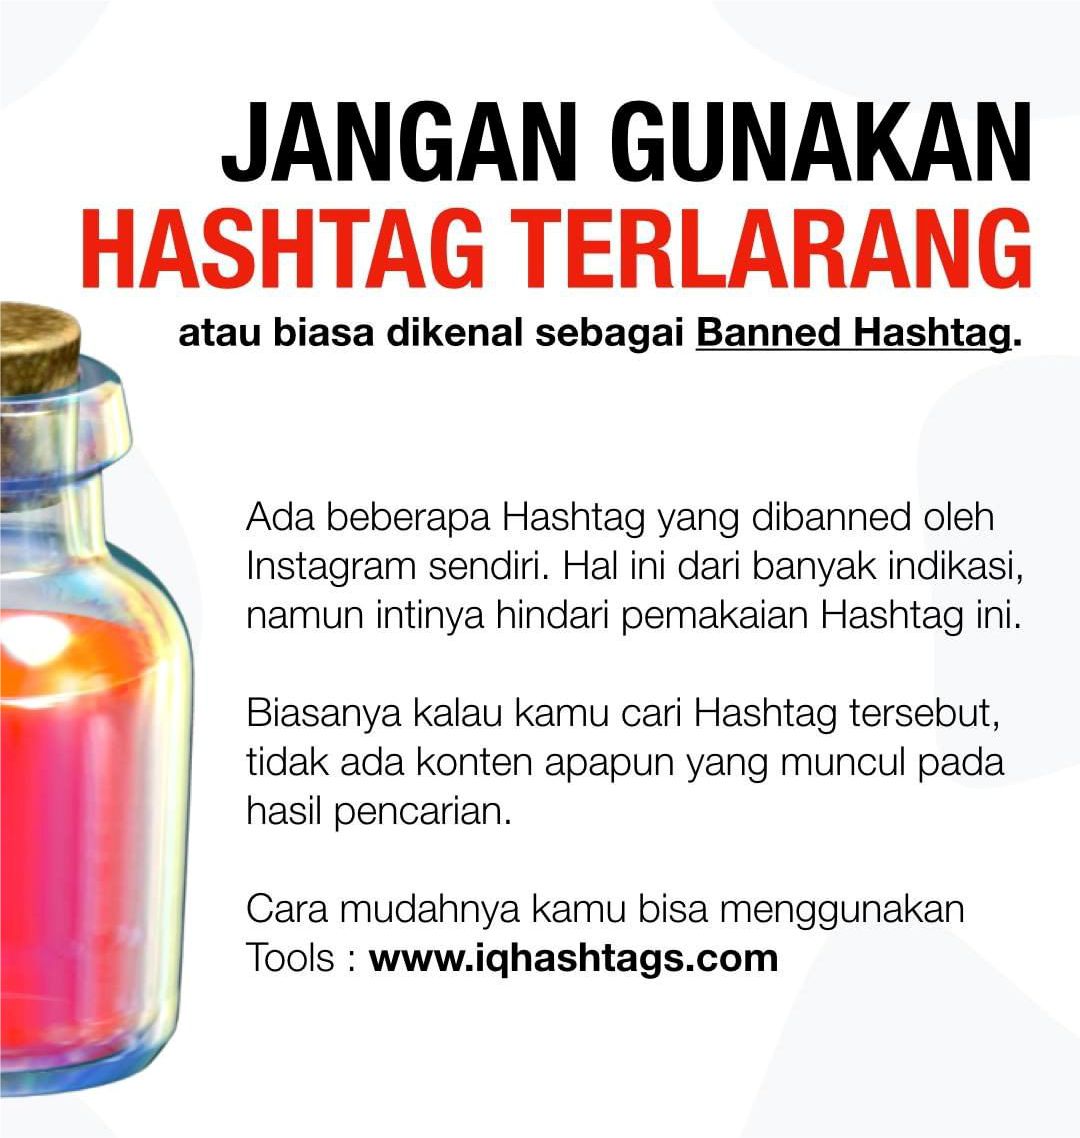 JANGAN GUNAKAN
HASHTAG TERLARANG
atau biasa dikenal sebagai Banned Hashtag.
Ada beberapa Hashtag yang dibanned oleh
Instagram sendiri. Hal ini dari banyak indikasi,
namun intinya hindari pemakaian Hashtag ini.
Biasanya kalau kamu cari Hashtag tersebut,
tidak ada konten apapun yang muncul pada
hasil pencarian.
Cara mudahnya kamu bisa menggunakan
Tools : www.iqhashtags.com